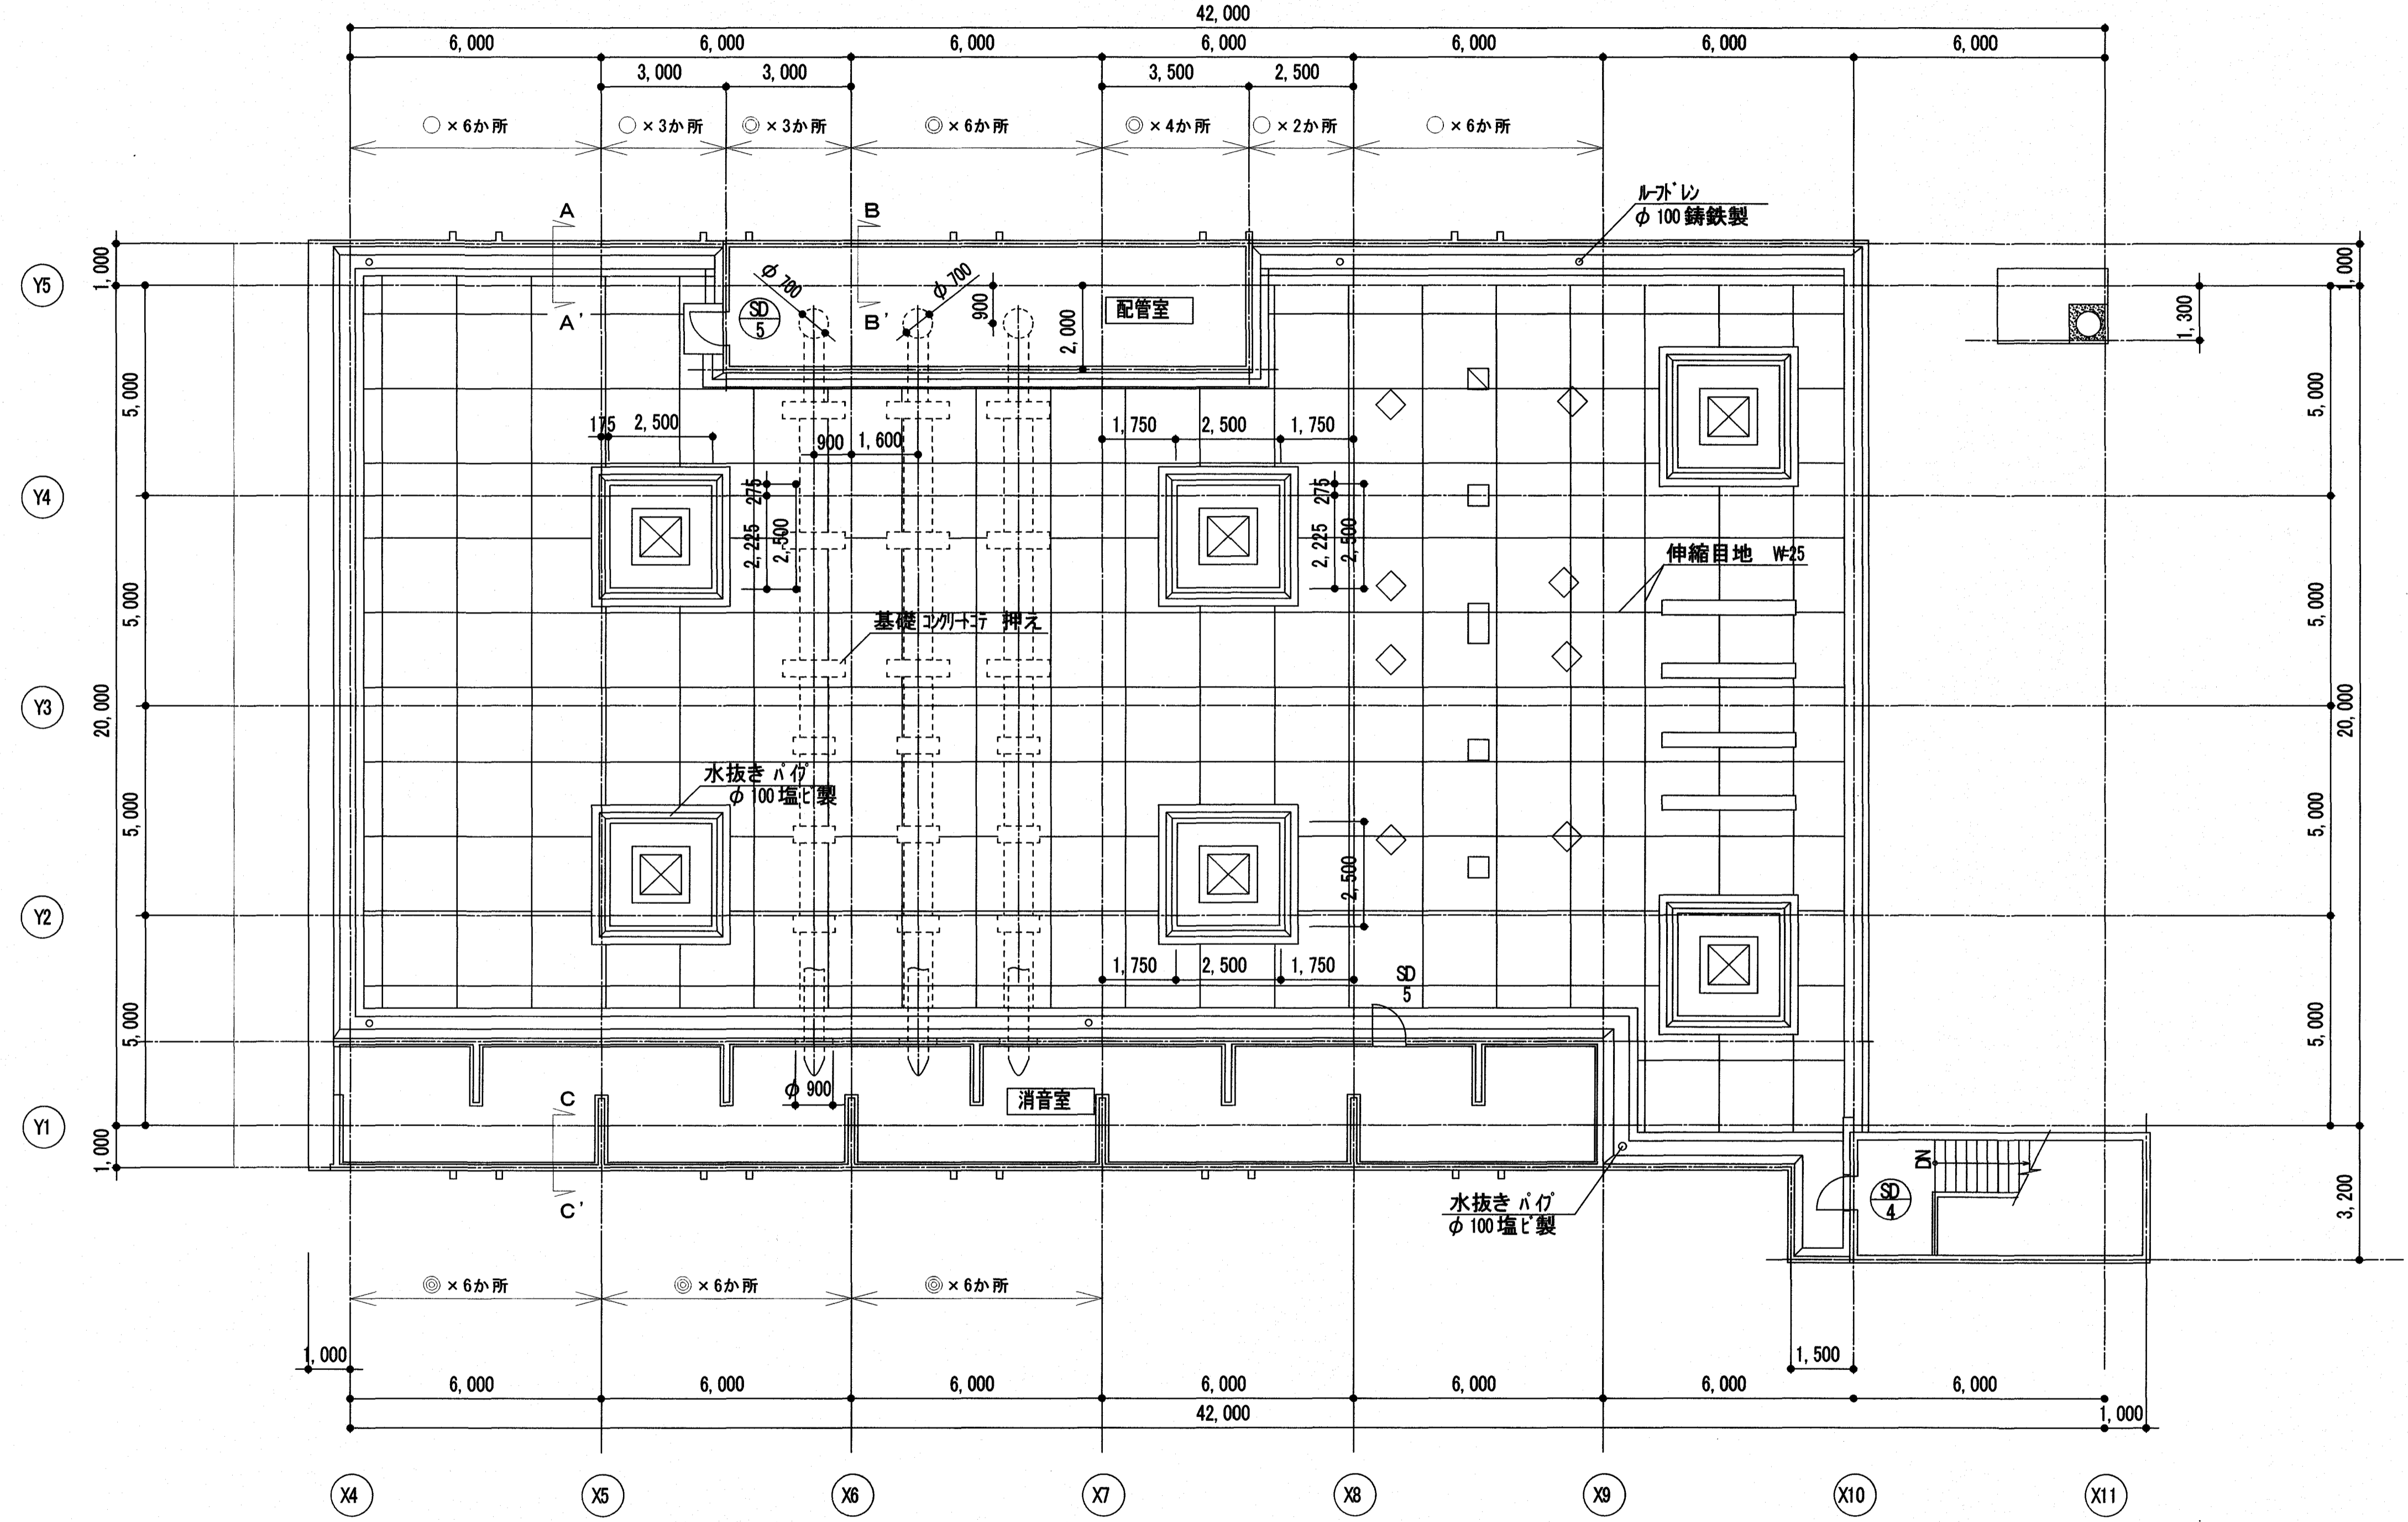 42,000
6,000 6,000 6,000 6,000 6,000 6,000 6,000
3,000 3,000 3,500 2,500
○×6か所 ○×3か所 ◎×3か所 ◎×6か所 ◎×4か所 ○×2か所 ○×6か所
ルーフドレン
φ100鋳鉄製
A B
A' B'
φ700
φ700
SD
5
900
2,000
配管室
1,000
1,000
1,300
Y5
5,000
5,000
175 2,500
900 1,600
1,750 2,500 1,750
Y4
275
2,225
2,500
275
2,225
2,500
伸縮目地 W=25
5,000
5,000
基礎コンクリートコテ 押え
Y3
20,000
20,000
水抜きパイプ
φ100塩ビ製
5,000
5,000
2,500
Y2
1,750 2,500 1,750
SD
5
5,000
5,000
φ900
消音室
C
C'
Y1
1,000
DN
SD
4
3,200
水抜きパイプ
φ100塩ビ製
◎×6か所 ◎×6か所 ◎×6か所
1,000
1,500
6,000 6,000 6,000 6,000 6,000 6,000 6,000
42,000
1,000
X4 X5 X6 X7 X8 X9 X10 X11